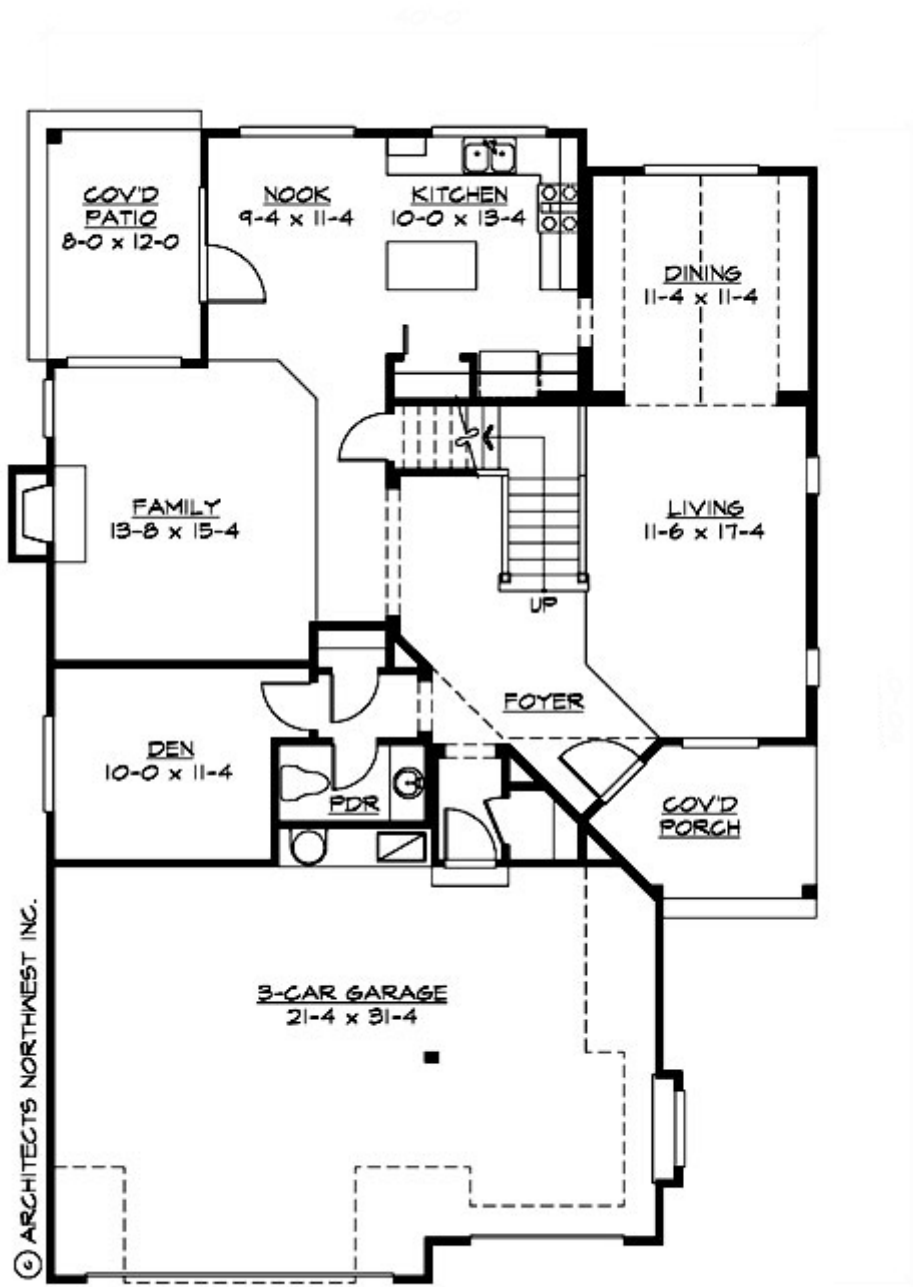 COV'D
PATIO
8-0 x 12-0
NOOK
9-4 x 11-4
KITCHEN
10-0 x 13-4
DINING
11-4 x 11-4
FAMILY
13-8 x 15-4
LIVING
11-6 x 17-4
UP
FOYER
DEN
10-0 x 11-4
PDR
COV'D
PORCH
3-CAR GARAGE
21-4 x 31-4
© ARCHITECTS NORTHWEST INC.